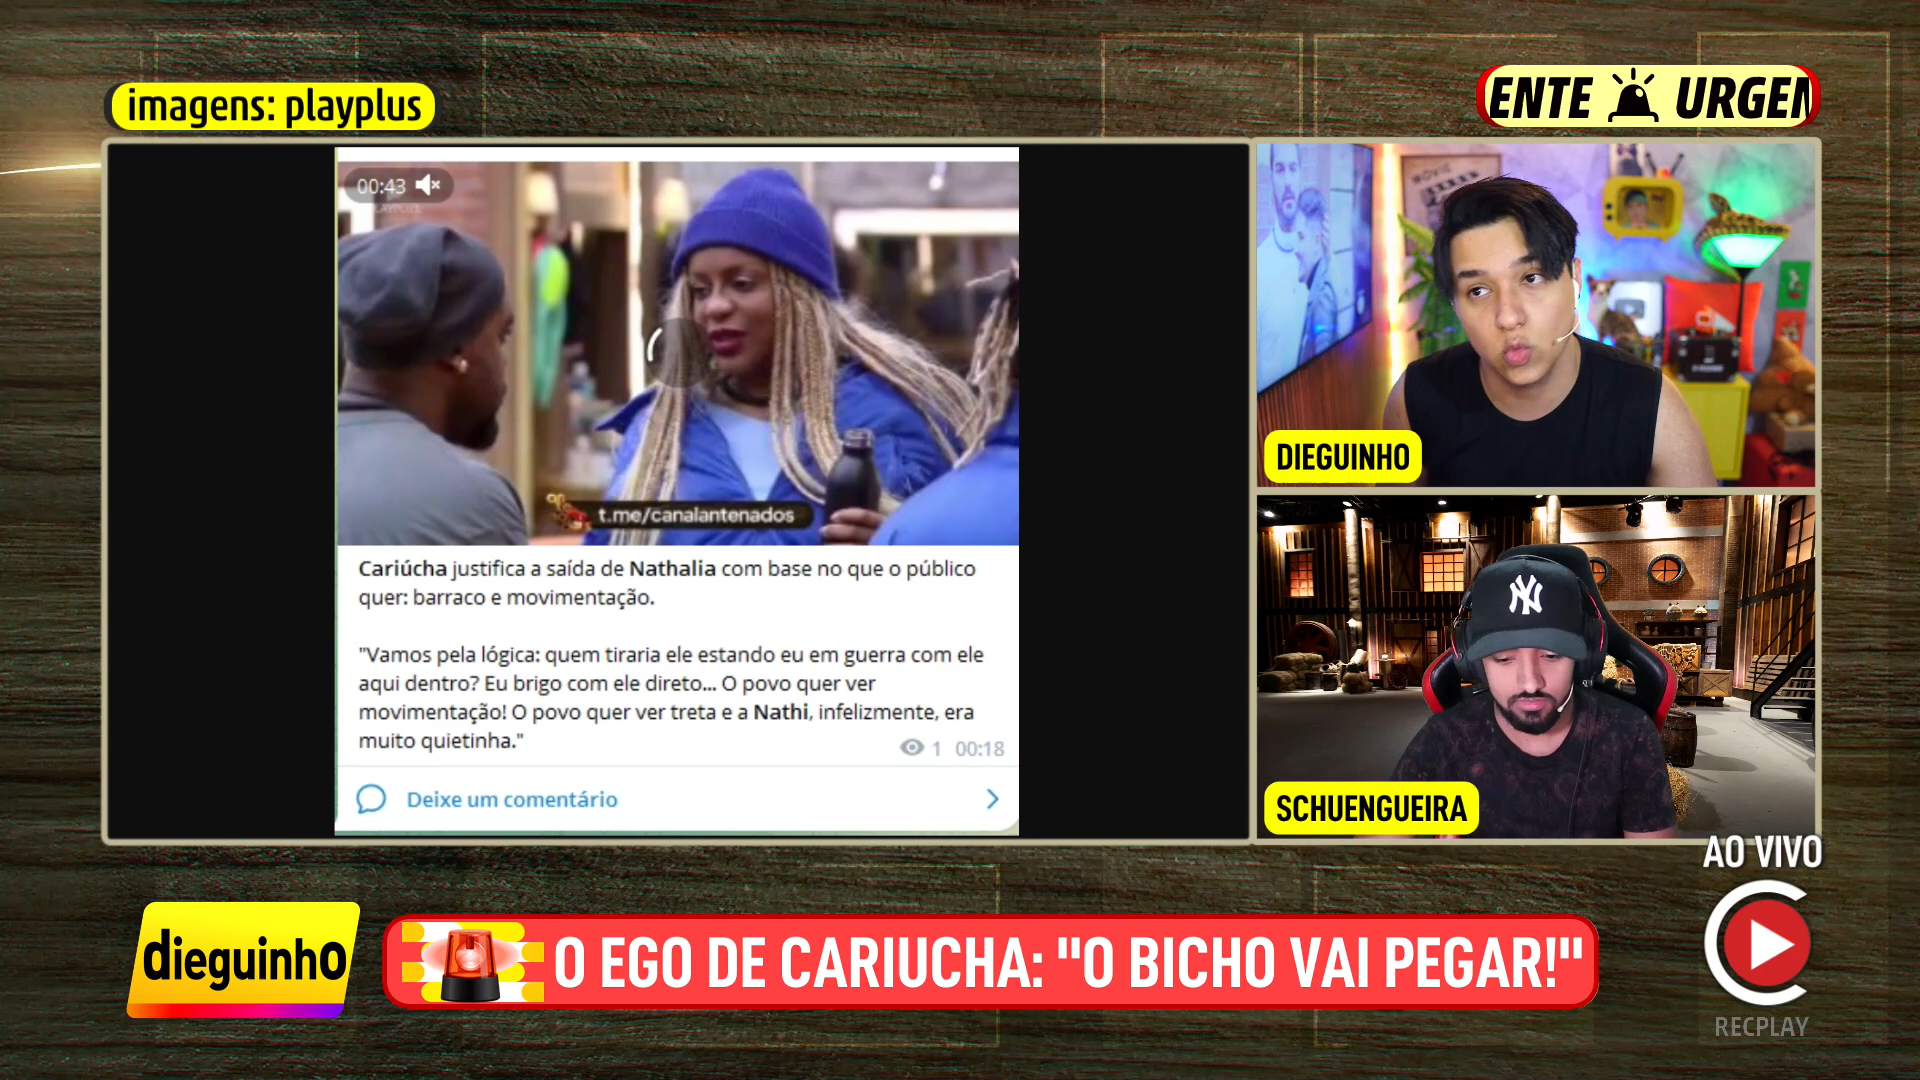 imagens: playplus
ENTE URGEN
00:43
t.me/canalantenados
Cariúcha justifica a saída de Nathalia com base no que o público
quer: barraco e movimentação.
"Vamos pela lógica: quem tiraria ele estando eu em guerra com ele
aqui dentro? Eu brigo com ele direto... O povo quer ver
movimentação! O povo quer ver treta e a Nathi, infelizmente, era
muito quietinha."
1 00:18
Deixe um comentário
MOVIE
DIEGUINHO
NY
SCHUENGUEIRA
AO VIVO
dieguinho
O EGO DE CARIUCHA: "O BICHO VAI PEGAR!"
RECPLAY